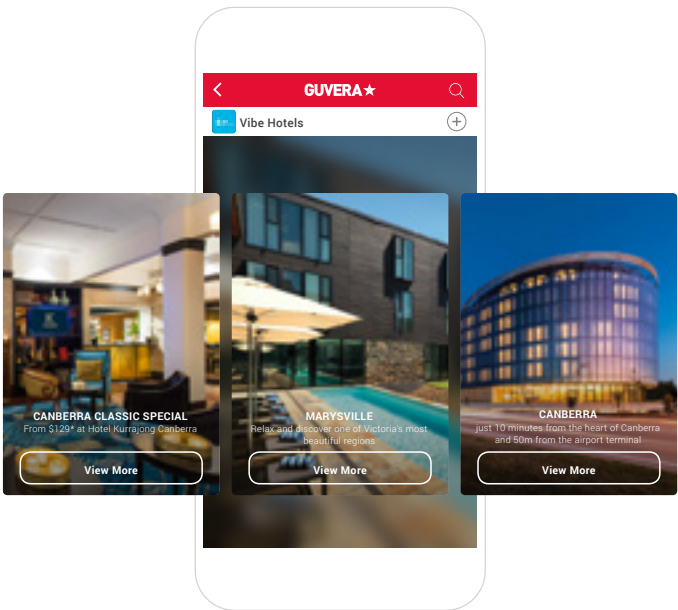 GUVERA★
Vibe Hotels
CANBERRA CLASSIC SPECIAL
From $129* at Hotel Kurrajong Canberra
View More
MARYSVILLE
Relax and discover one of Victoria's most
beautiful regions
View More
CANBERRA
just 10 minutes from the heart of Canberra
and 50m from the airport terminal
View More